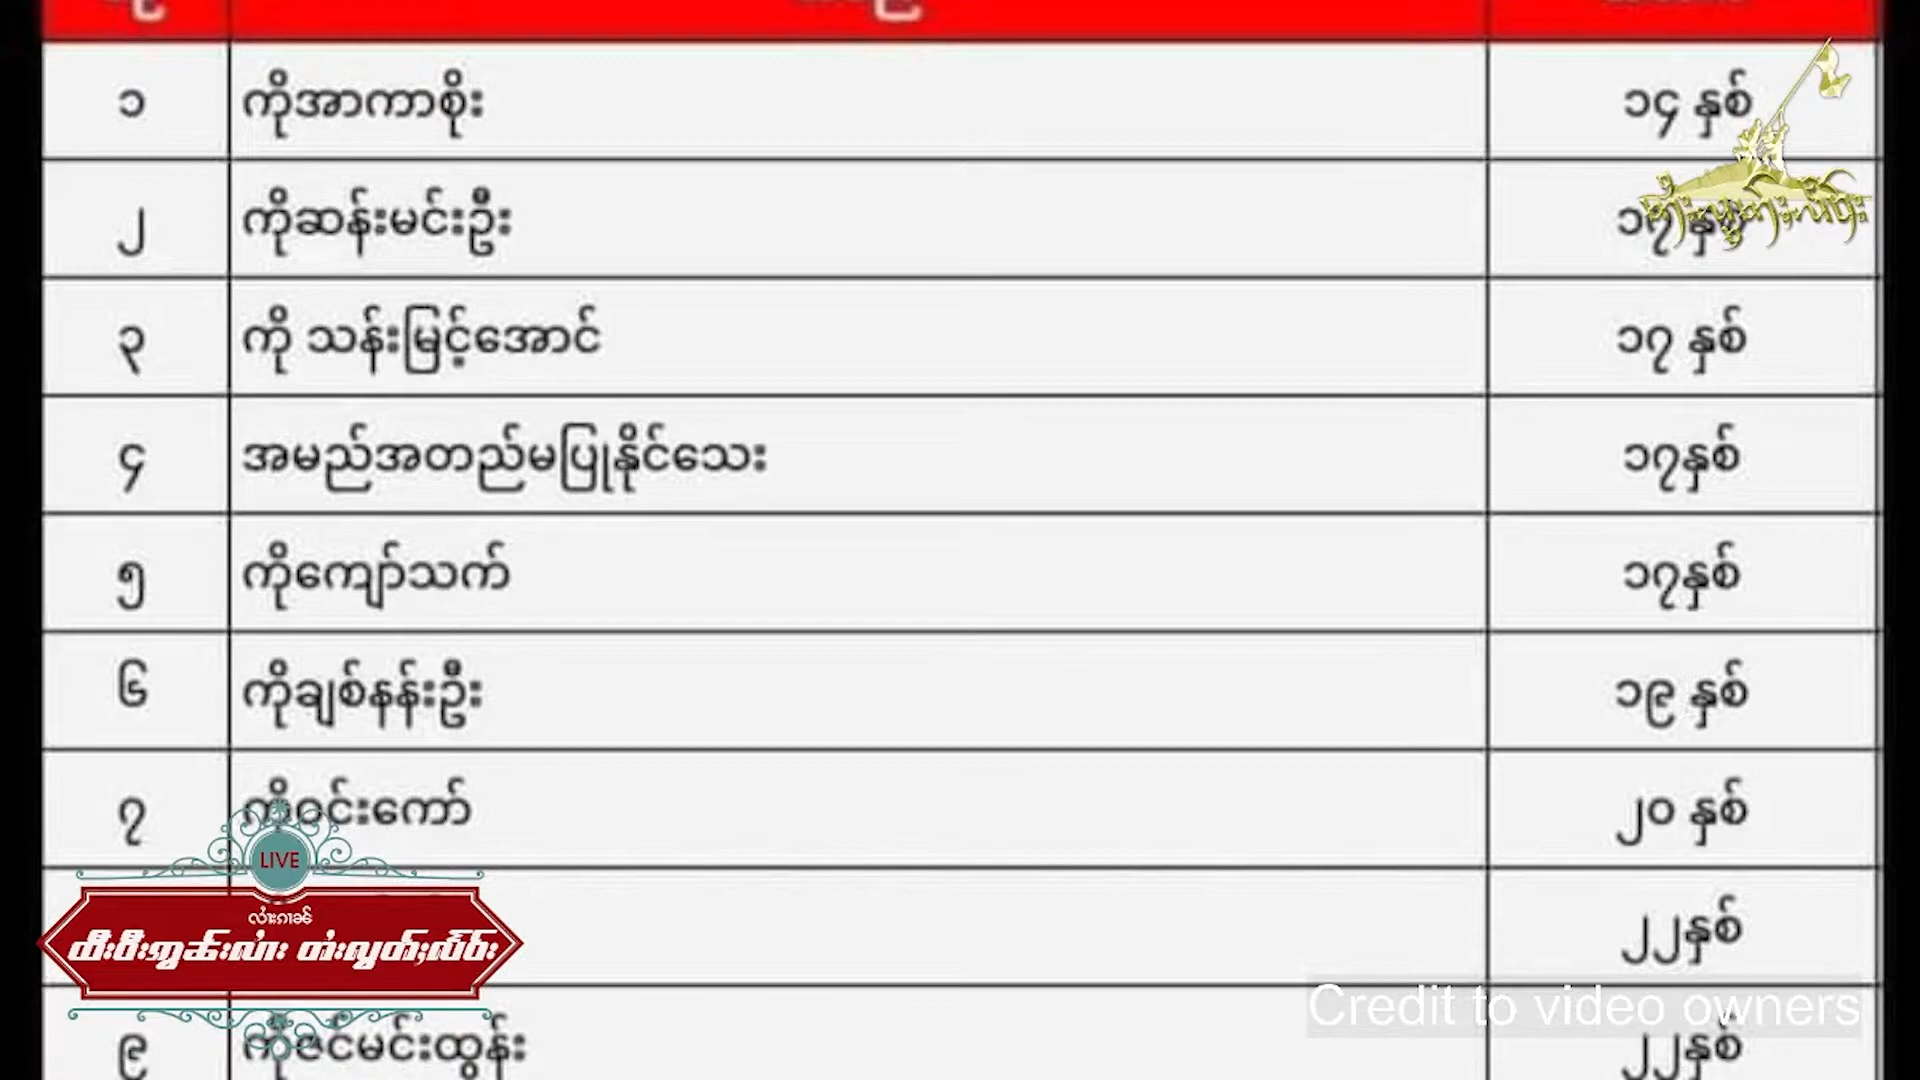 ၁ ကိုအာကာစိုး ၁၄ နှစ်
၂ ကိုဆန်းမင်းဦး ၁၇
၃ ကို သန်းမြင့်အောင် ၁၇ နှစ်
၄ အမည်အတည်မပြုနိုင်သေး ၁၇နှစ်
၅ ကိုကျော်သက် ၁၇နှစ်
၆ ကိုချစ်နန်းဦး ၁၉ နှစ်
၇ ကိုဝင်းကော် ၂၀ နှစ်
LIVE
၂၂နှစ်
Credit to video owners
၉ ၂၂နှစ်